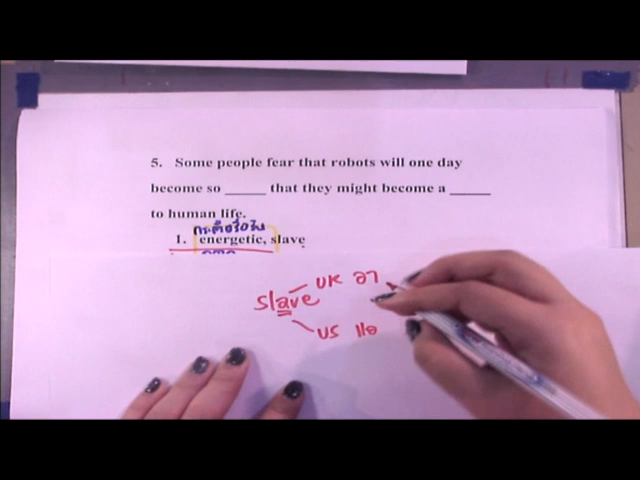 5. Some people fear that robots will one day
become so _____ that they might become a _____
to human life.
กระตือรือร้น
1. energetic, slave
slave
UK อา
US แอ